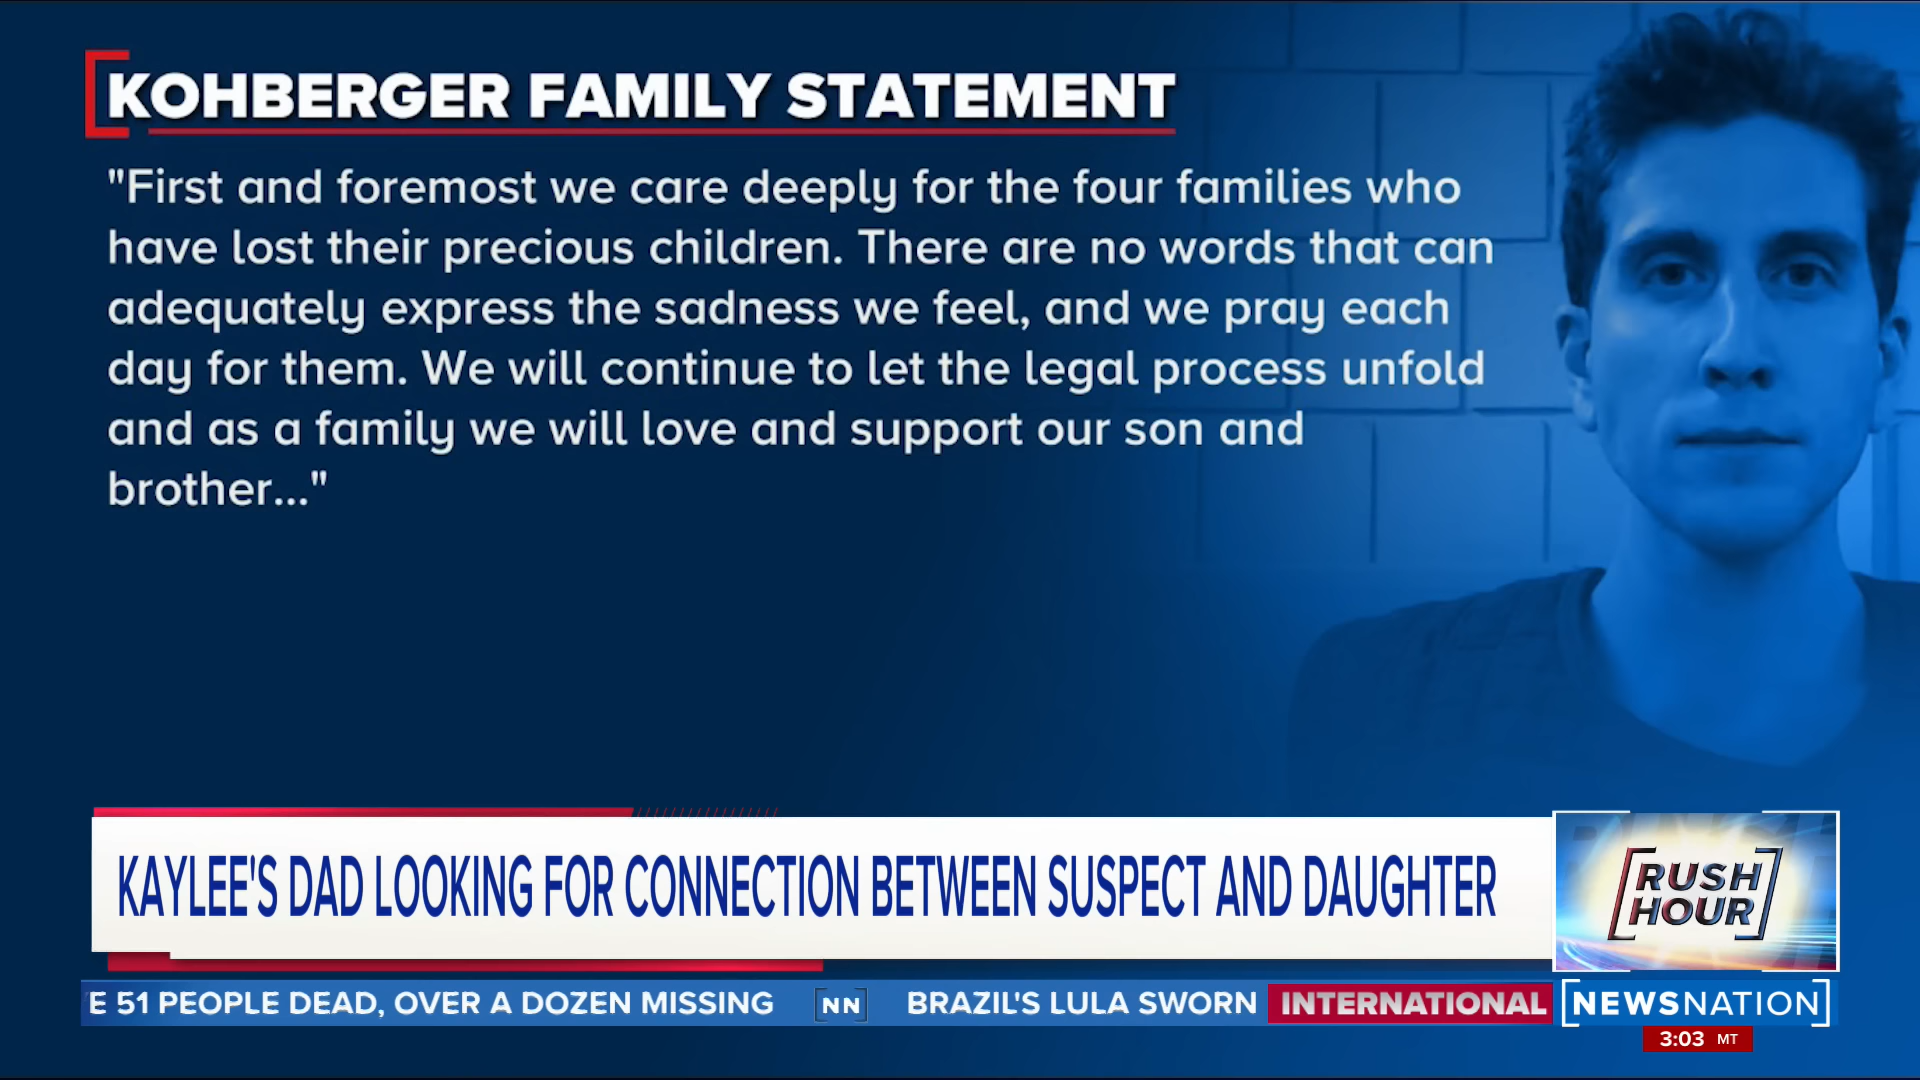 KOHBERGER FAMILY STATEMENT
"First and foremost we care deeply for the four families who
have lost their precious children. There are no words that can
adequately express the sadness we feel, and we pray each
day for them. We will continue to let the legal process unfold
and as a family we will love and support our son and
brother..."
KAYLEE'S DAD LOOKING FOR CONNECTION BETWEEN SUSPECT AND DAUGHTER
RUSH
HOUR
E 51 PEOPLE DEAD, OVER A DOZEN MISSING [NN] BRAZIL'S LULA SWORN INTERNATIONAL
NEWSNATION
3:03 MT